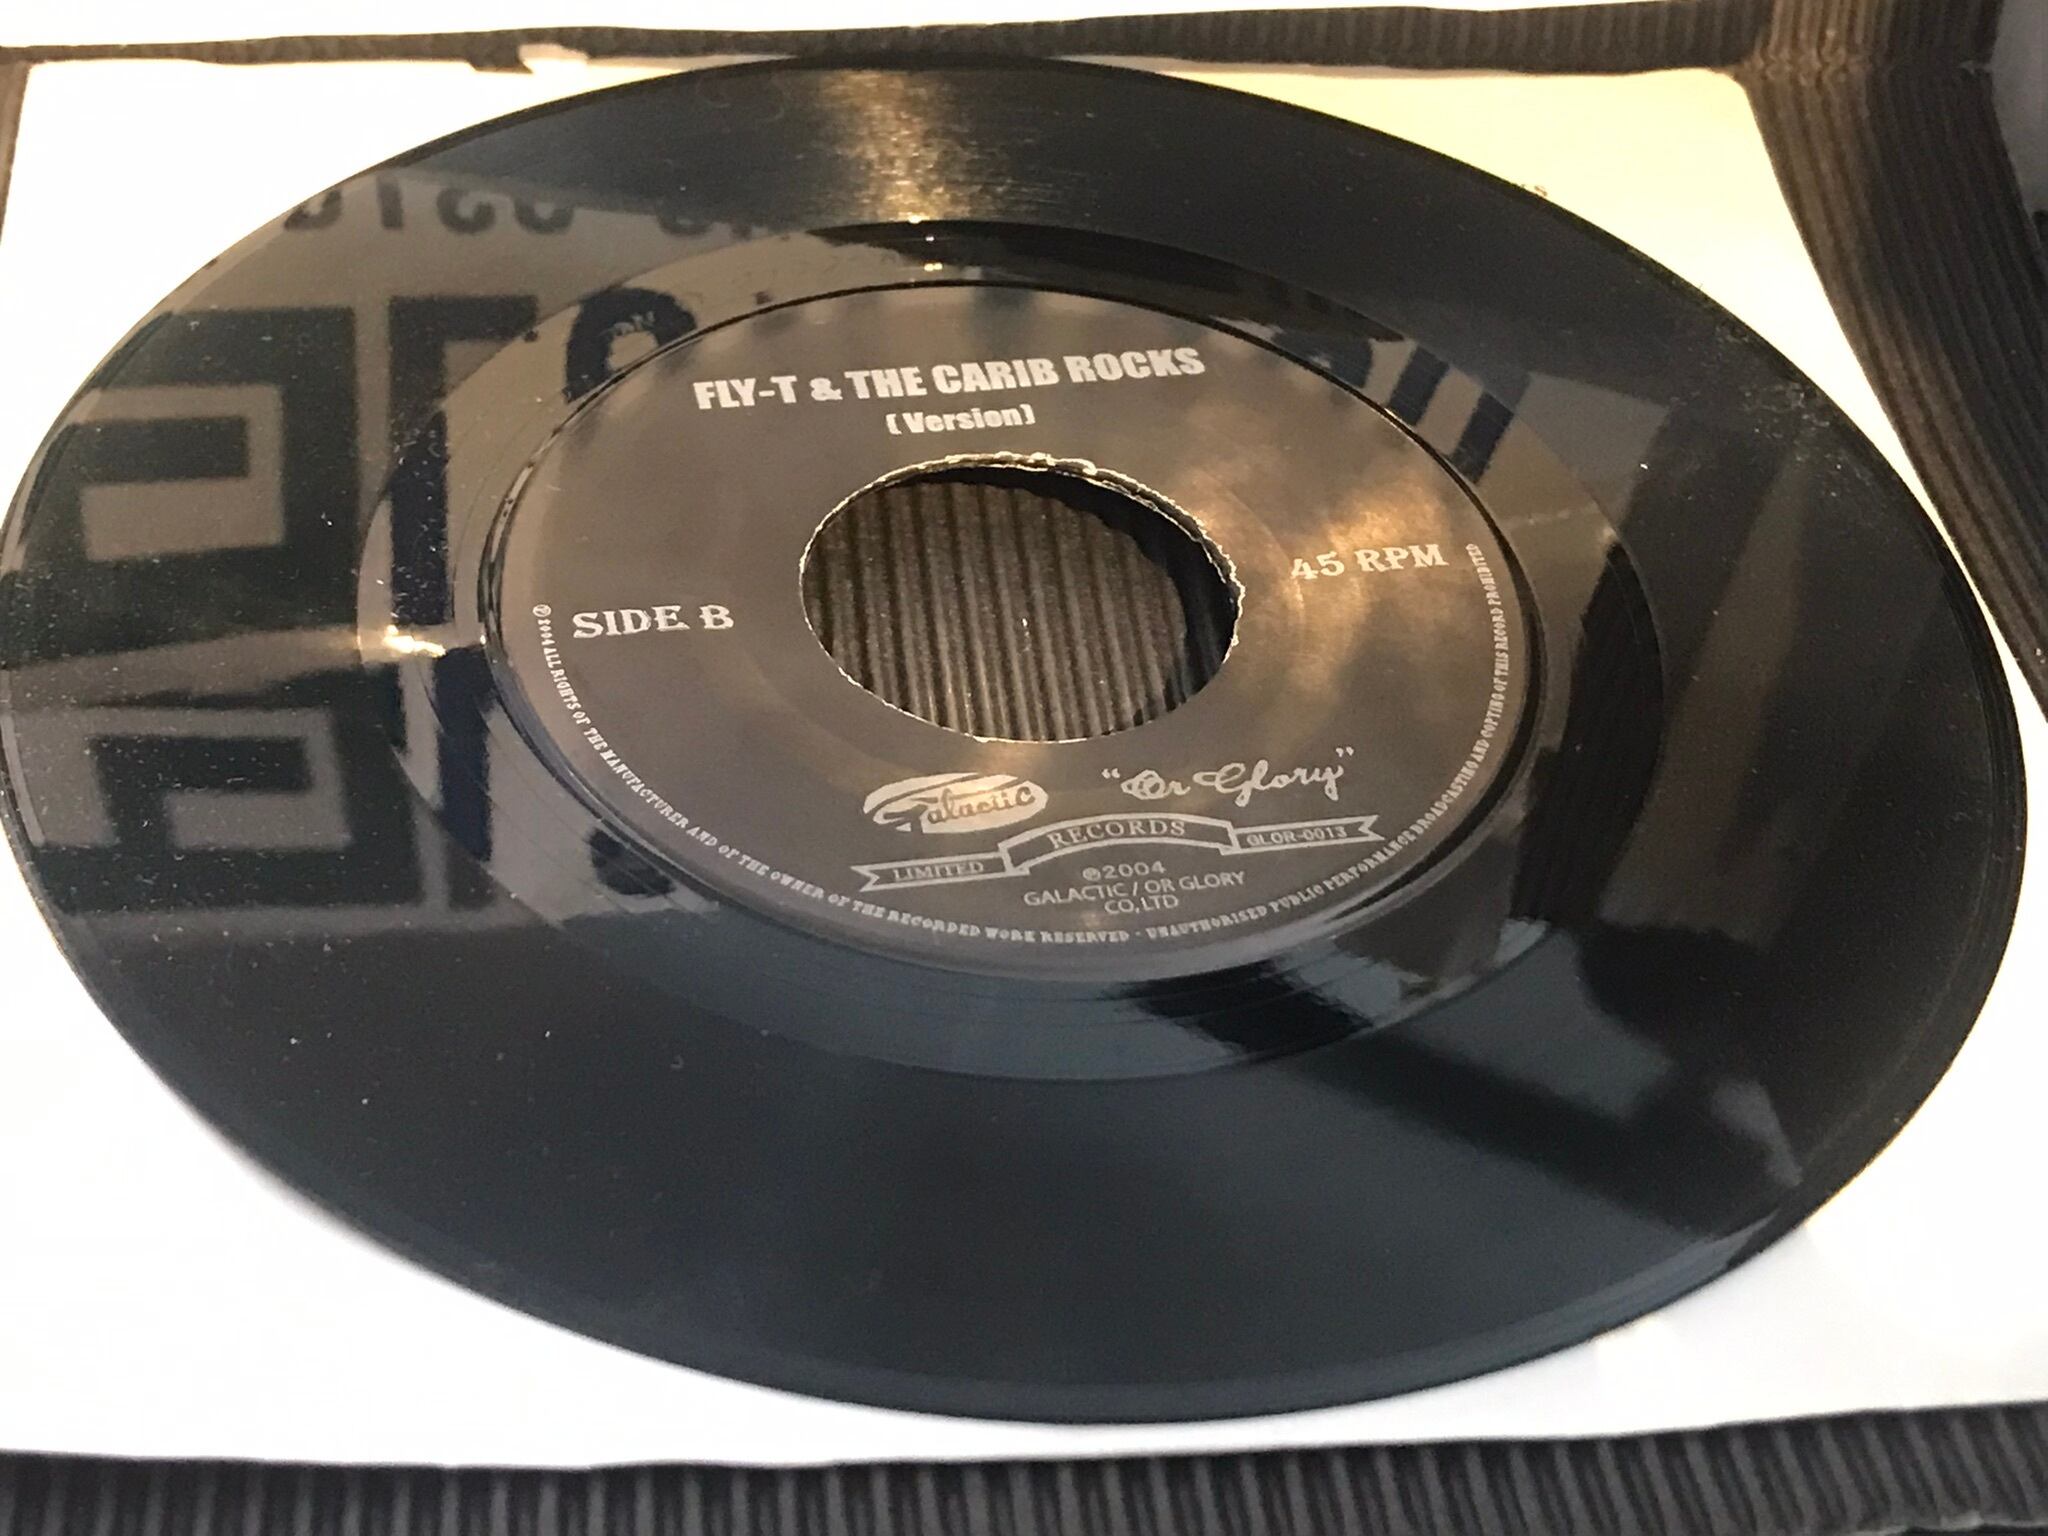 FLY-T & THE CARIB ROCKS
(Version)
SIDE B
45 RPM
Galactic "Or Glory"
LIMITED RECORDS GLOR-0013
℗2004
GALACTIC / OR GLORY
CO,LTD
℗2004 ALL RIGHTS OF THE MANUFACTURER AND OF THE OWNER OF THE RECORDED WORK RESERVED - UNAUTHORISED PUBLIC PERFORMANCE BROADCASTING AND COPYING OF THIS RECORD PROHIBITED